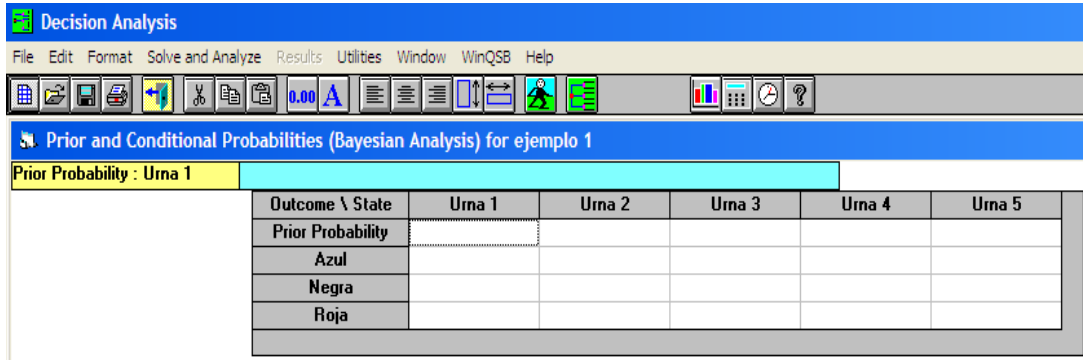 Decision Analysis
File Edit Format Solve and Analyze Results Utilities Window WinQSB Help
0.00 A
Prior and Conditional Probabilities (Bayesian Analysis) for ejemplo 1
Prior Probability : Urna 1
Outcome \ State Urna 1 Urna 2 Urna 3 Urna 4 Urna 5
Prior Probability
Azul
Negra
Roja